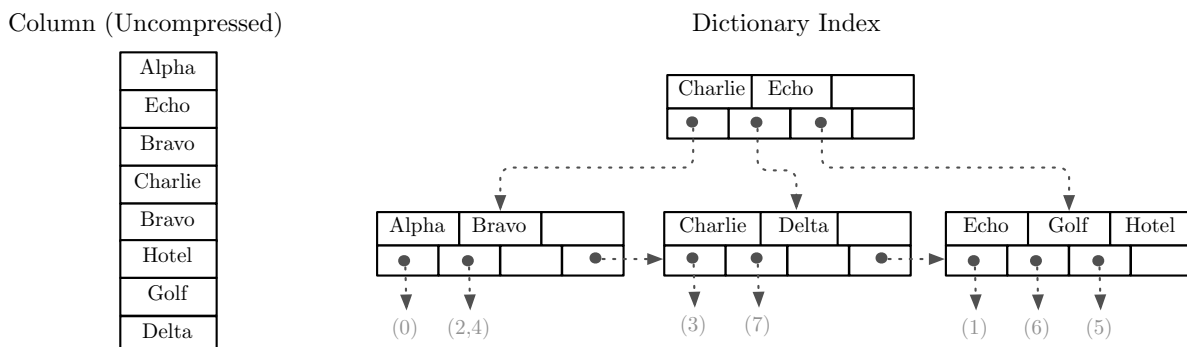 Column (Uncompressed)
Alpha
Echo
Bravo
Charlie
Bravo
Hotel
Golf
Delta
Dictionary Index
Charlie Echo
Alpha Bravo
Charlie Delta
Echo Golf Hotel
(0) (2,4)
(3) (7)
(1) (6) (5)